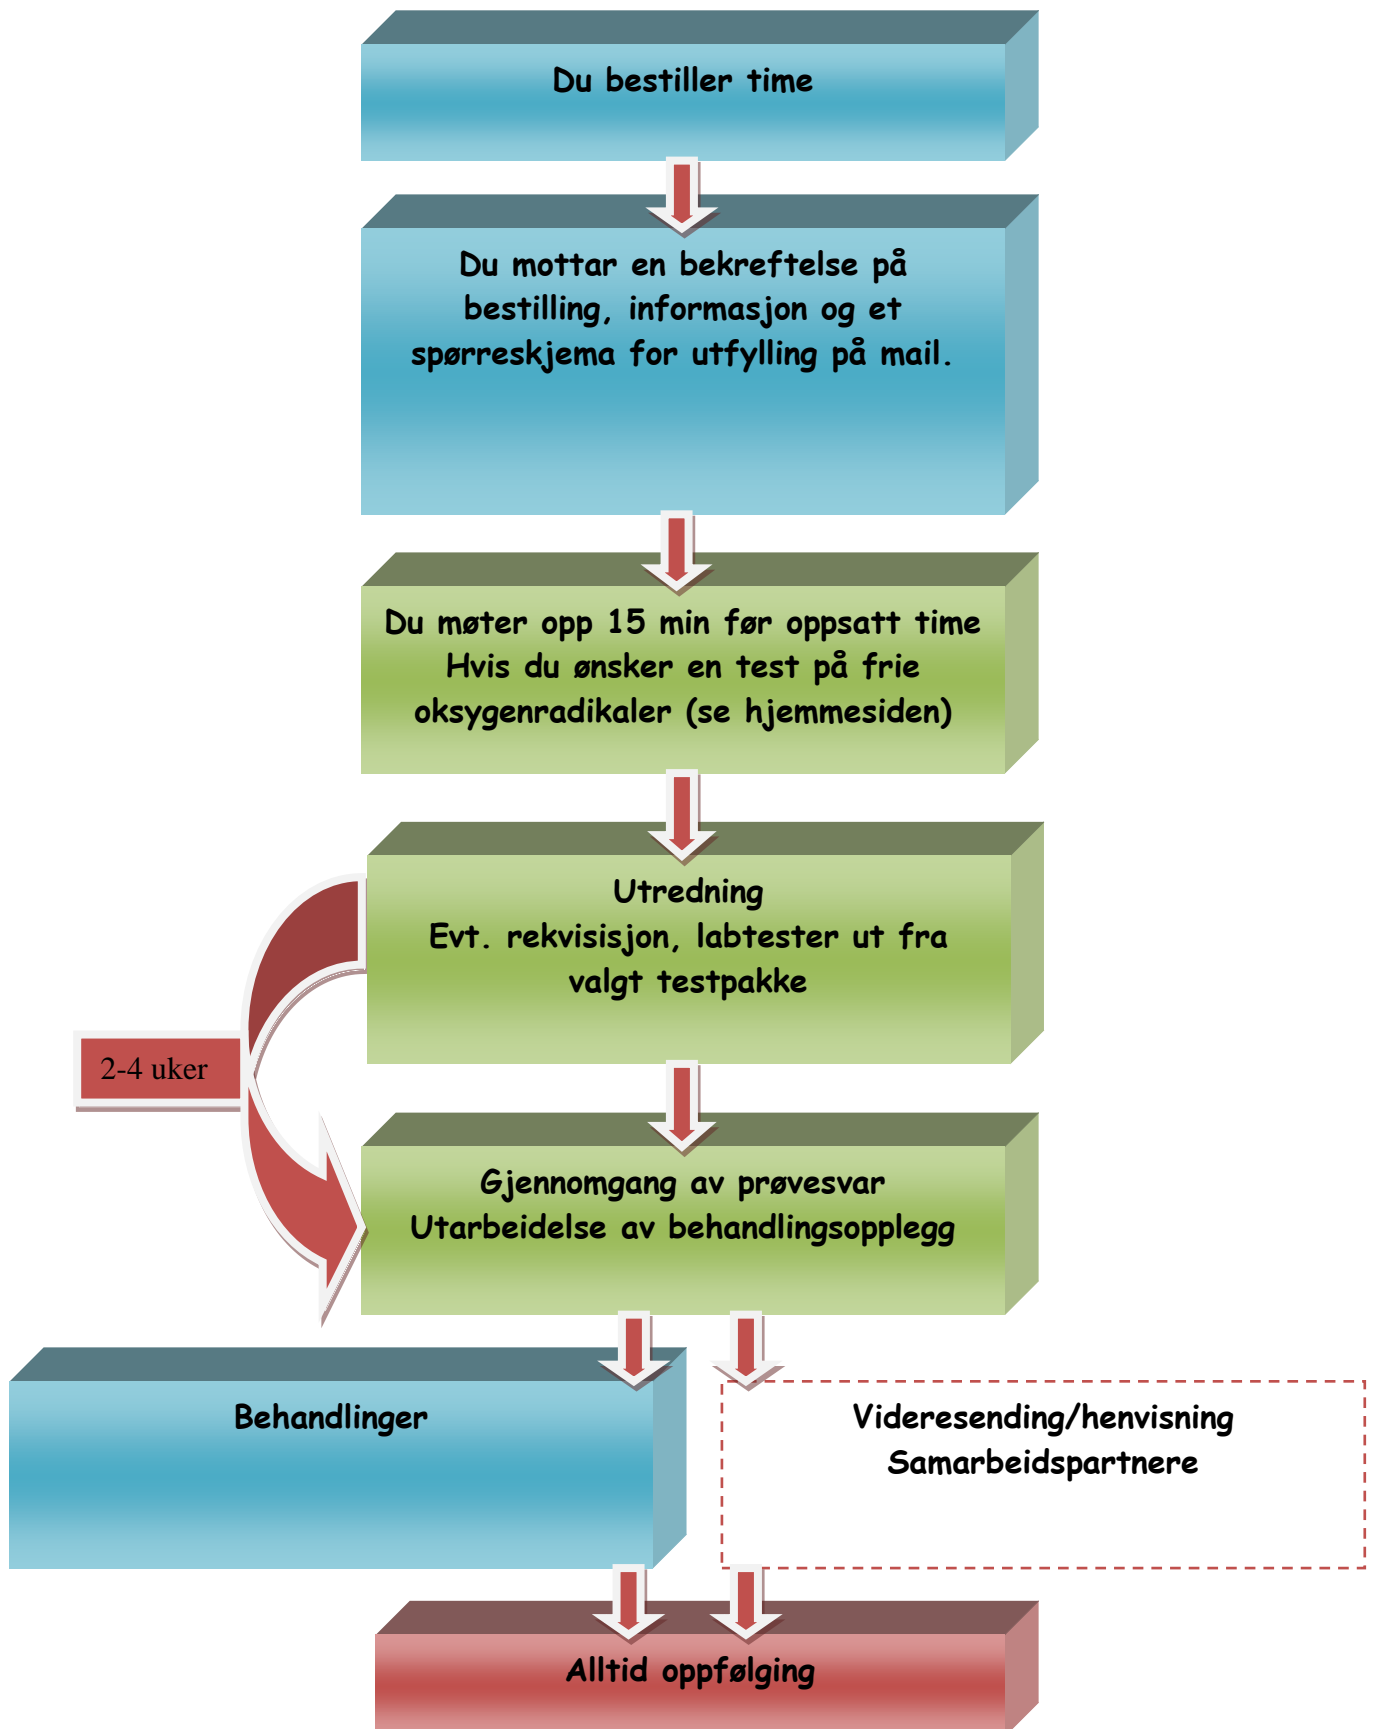 Du bestiller time
Du mottar en bekreftelse på
bestilling, informasjon og et
spørreskjema for utfylling på mail.
Du møter opp 15 min før oppsatt time
Hvis du ønsker en test på frie
oksygenradikaler (se hjemmesiden)
Utredning
Evt. rekvisisjon, labtester ut fra
valgt testpakke
2-4 uker
Gjennomgang av prøvesvar
Utarbeidelse av behandlingsopplegg
Behandlinger
Videresending/henvisning
Samarbeidspartnere
Alltid oppfølging